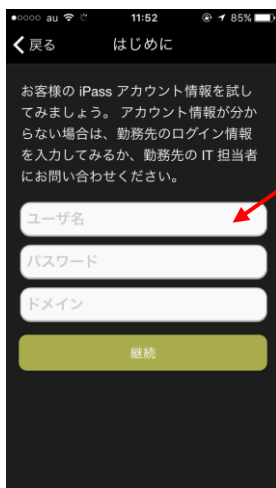 au 11:52 85%
戻る はじめに
お客様の iPass アカウント情報を試し
てみましょう。 アカウント情報が分か
らない場合は、勤務先のログイン情報
を入力してみるか、勤務先の IT 担当者
にお問い合わせください。
ユーザ名
パスワード
ドメイン
継続